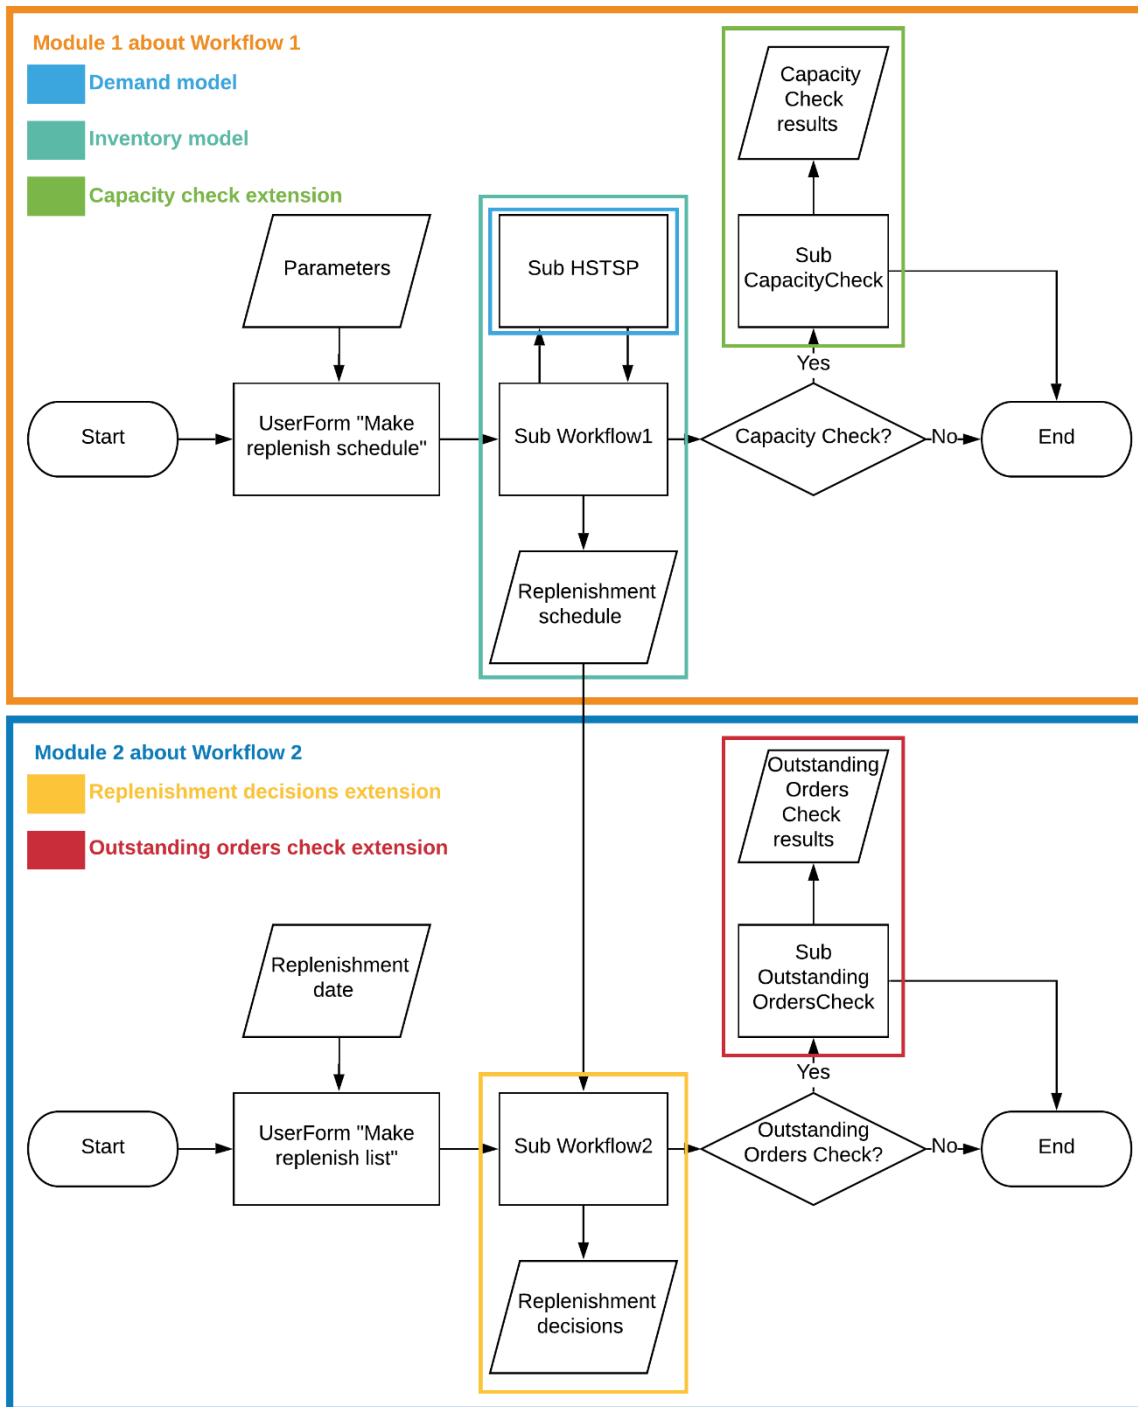 Module 1 about Workflow 1
Demand model
Inventory model
Capacity check extension
Capacity
Check
results
Parameters
Sub HSTSP
Sub
CapacityCheck
Yes
Start
UserForm "Make
replenish schedule"
Sub Workflow1
Capacity Check?
No
End
Replenishment
schedule
Module 2 about Workflow 2
Replenishment decisions extension
Outstanding orders check extension
Outstanding
Orders
Check
results
Replenishment
date
Sub
Outstanding
OrdersCheck
Yes
Start
UserForm "Make
replenish list"
Sub Workflow2
Outstanding
Orders Check?
No
End
Replenishment
decisions